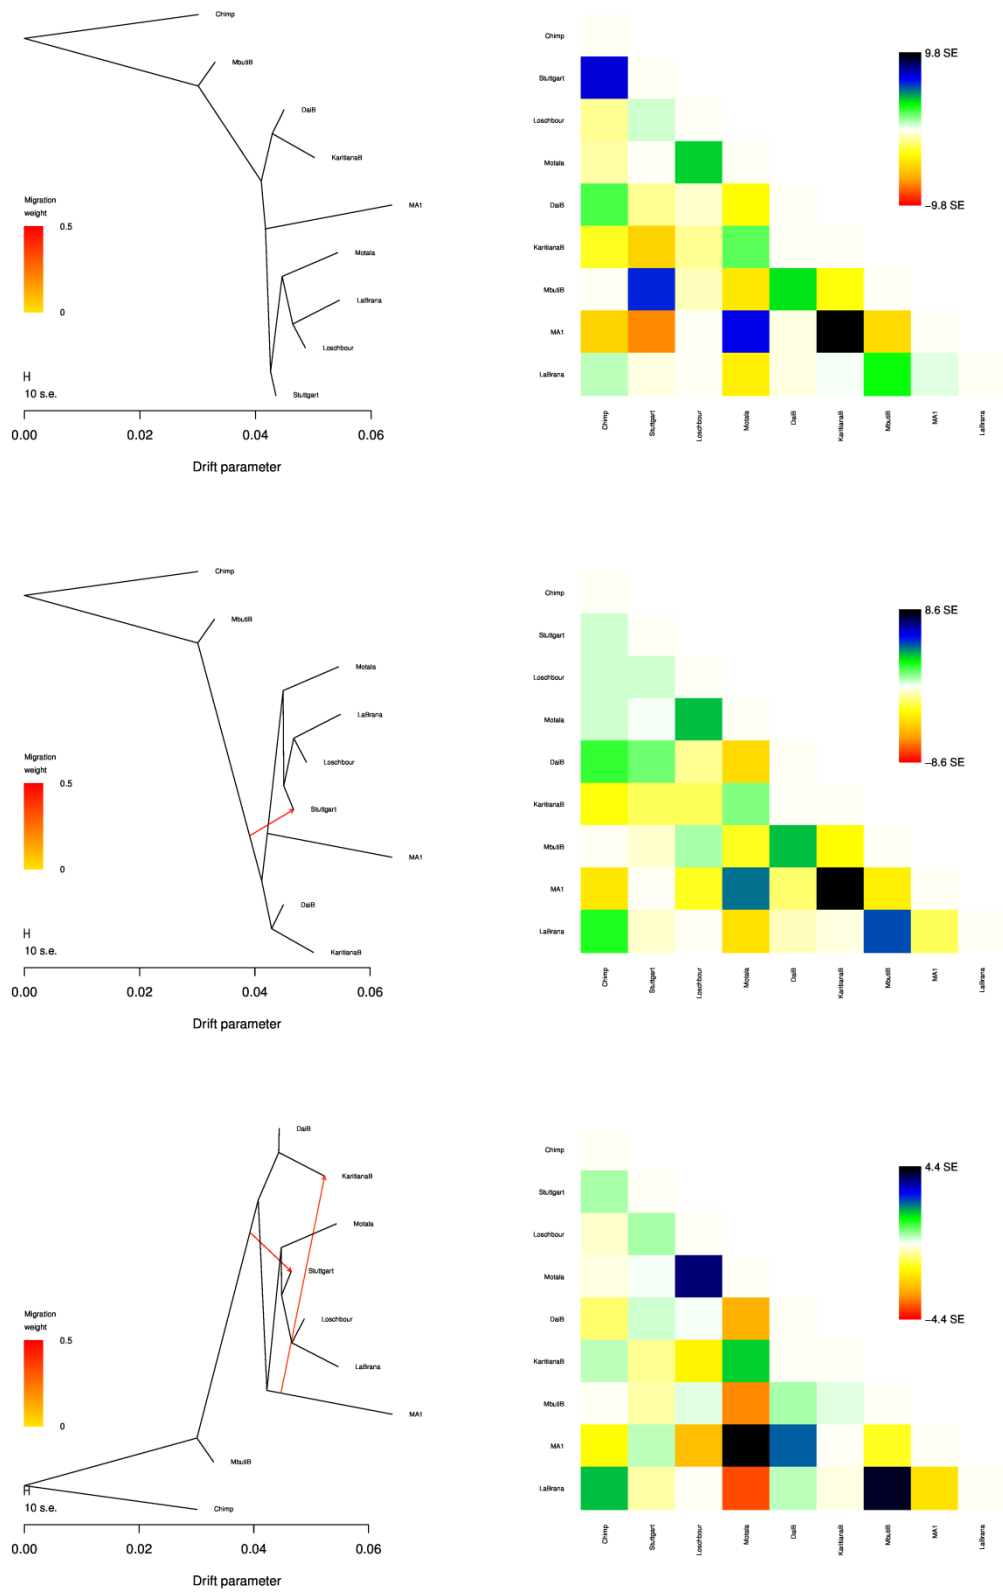 Chimp
MbutiB
DaiB
KaritianaB
MA1
Motala
LaBrana
Loschbour
Stuttgart
Migration
weight
0.5
0
10 s.e.
0.00 0.02 0.04 0.06
Drift parameter
Chimp
Stuttgart
Loschbour
Motala
DaiB
KaritianaB
MbutiB
MA1
LaBrana
Chimp Stuttgart Loschbour Motala DaiB KaritianaB MbutiB MA1 LaBrana
9.8 SE
−9.8 SE
Chimp
MbutiB
Motala
LaBrana
Loschbour
Stuttgart
MA1
DaiB
KaritianaB
Migration
weight
0.5
0
10 s.e.
0.00 0.02 0.04 0.06
Drift parameter
Chimp
Stuttgart
Loschbour
Motala
DaiB
KaritianaB
MbutiB
MA1
LaBrana
Chimp Stuttgart Loschbour Motala DaiB KaritianaB MbutiB MA1 LaBrana
8.6 SE
−8.6 SE
DaiB
KaritianaB
Motala
Stuttgart
Loschbour
LaBrana
MA1
MbutiB
Chimp
Migration
weight
0.5
0
10 s.e.
0.00 0.02 0.04 0.06
Drift parameter
Chimp
Stuttgart
Loschbour
Motala
DaiB
KaritianaB
MbutiB
MA1
LaBrana
Chimp Stuttgart Loschbour Motala DaiB KaritianaB MbutiB MA1 LaBrana
4.4 SE
−4.4 SE